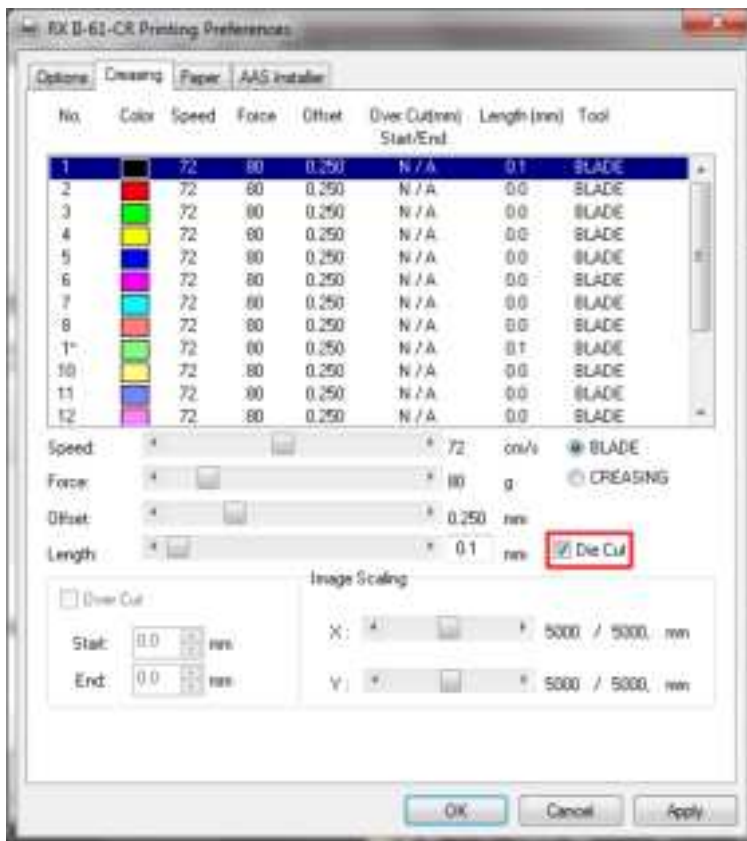 RX II-61-CR Printing Preferences
Options Creasing Paper AAS Installer
No. Color Speed Force Offset Over Cut(mm) Length (mm) Tool
Start/End
1 72 80 0.250 N / A 0.1 BLADE
2 72 80 0.250 N / A 0.0 BLADE
3 72 80 0.250 N / A 0.0 BLADE
4 72 80 0.250 N / A 0.0 BLADE
5 72 80 0.250 N / A 0.0 BLADE
6 72 80 0.250 N / A 0.0 BLADE
7 72 80 0.250 N / A 0.0 BLADE
8 72 80 0.250 N / A 0.0 BLADE
1* 72 80 0.250 N / A 0.1 BLADE
10 72 80 0.250 N / A 0.0 BLADE
11 72 80 0.250 N / A 0.0 BLADE
12 72 80 0.250 N / A 0.0 BLADE
Speed: 72 cm/s BLADE
Force: 80 g CREASING
Offset: 0.250 mm
Length: 0.1 mm Die Cut
Image Scaling
Over Cut
X : 5000 / 5000, mm
Start: 0.0 mm
End: 0.0 mm
Y : 5000 / 5000, mm
OK Cancel Apply